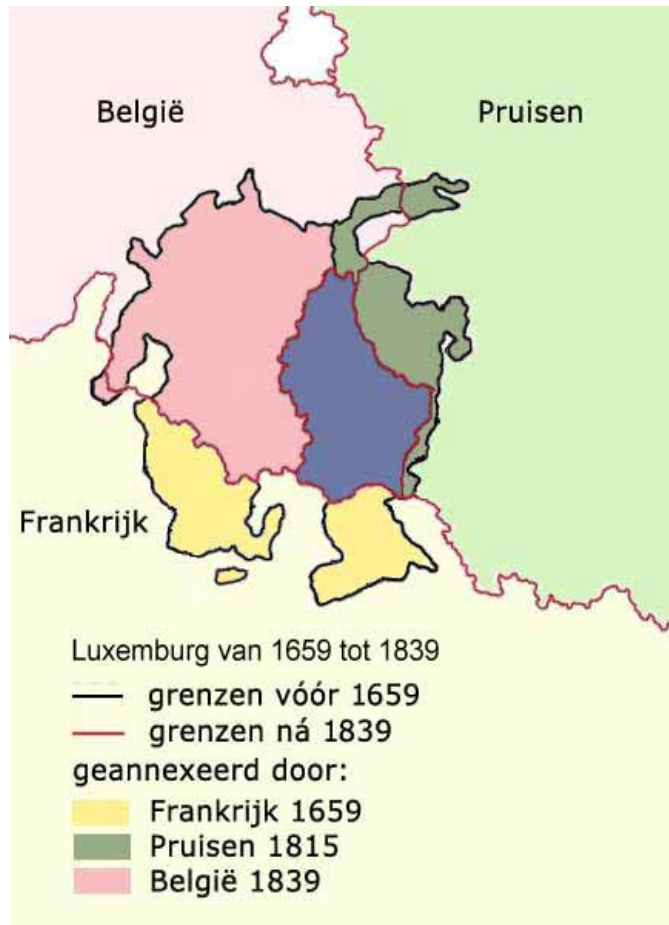 België
Pruisen
Frankrijk
Luxemburg van 1659 tot 1839
grenzen vóór 1659
grenzen ná 1839
geannexeerd door:
Frankrijk 1659
Pruisen 1815
België 1839